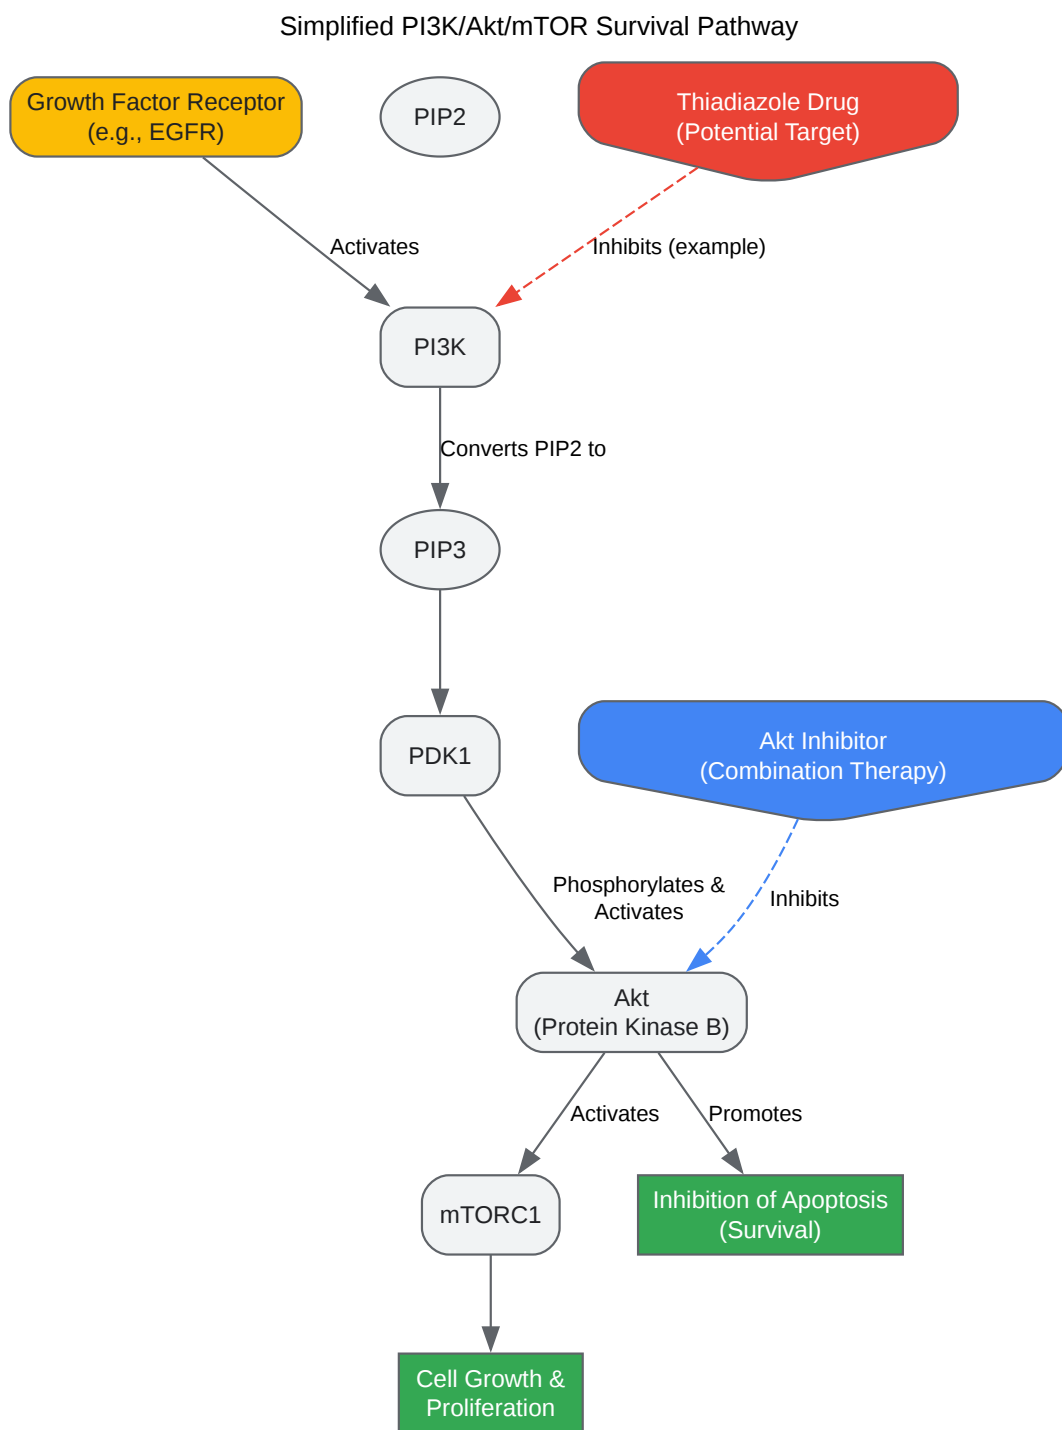 Simplified PI3K/Akt/mTOR Survival Pathway
Growth Factor Receptor
(e.g., EGFR)
PIP2
Thiadiazole Drug
(Potential Target)
Activates
Inhibits (example)
PI3K
Converts PIP2 to
PIP3
PDK1
Akt Inhibitor
(Combination Therapy)
Phosphorylates &
Activates
Inhibits
Akt
(Protein Kinase B)
Activates
Promotes
mTORC1
Inhibition of Apoptosis
(Survival)
Cell Growth &
Proliferation